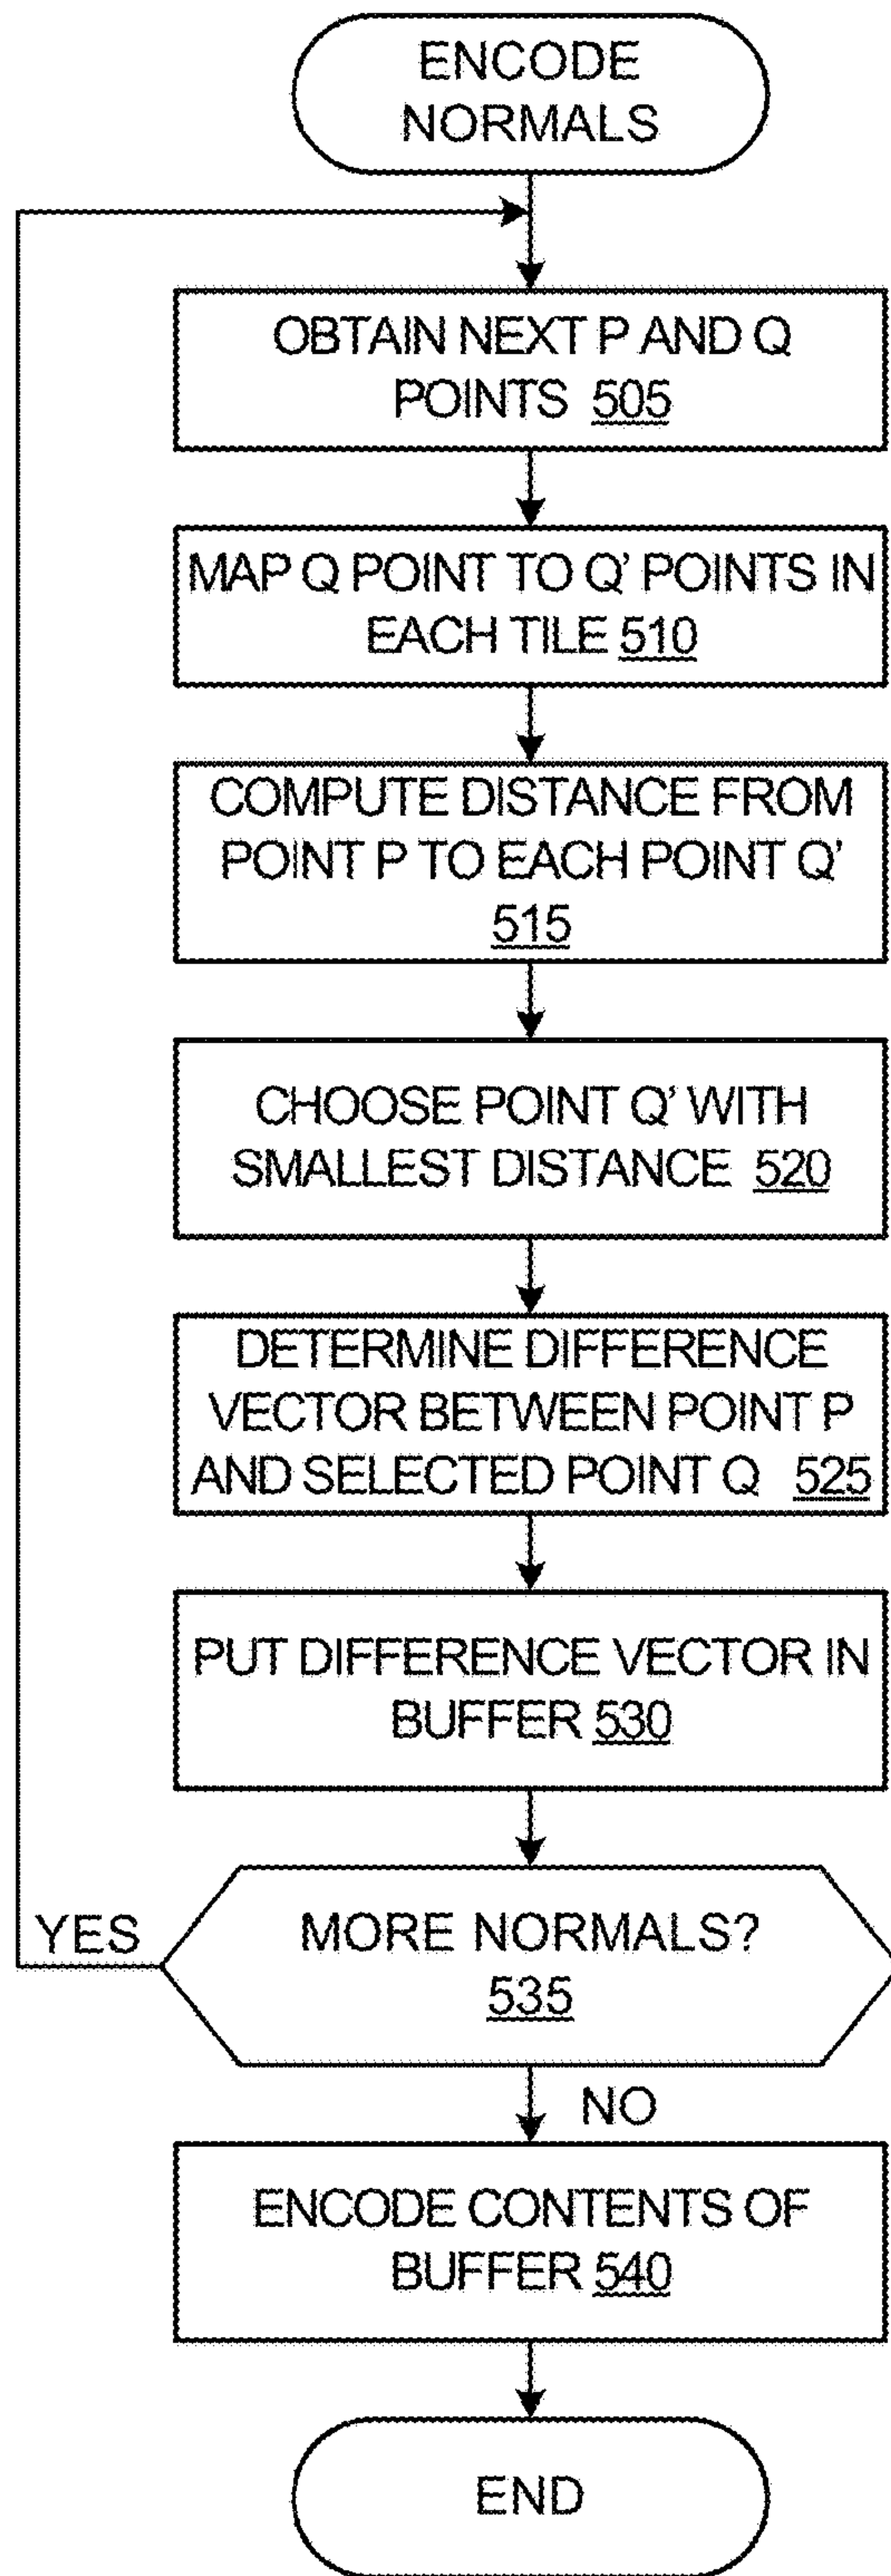 ENCODE
NORMALS
OBTAIN NEXT P AND Q
POINTS 505
MAP Q POINT TO Q' POINTS IN
EACH TILE 510
COMPUTE DISTANCE FROM
POINT P TO EACH POINT Q'
515
CHOOSE POINT Q' WITH
SMALLEST DISTANCE 520
DETERMINE DIFFERENCE
VECTOR BETWEEN POINT P
AND SELECTED POINT Q 525
PUT DIFFERENCE VECTOR IN
BUFFER 530
YES
MORE NORMALS?
535
NO
ENCODE CONTENTS OF
BUFFER 540
END